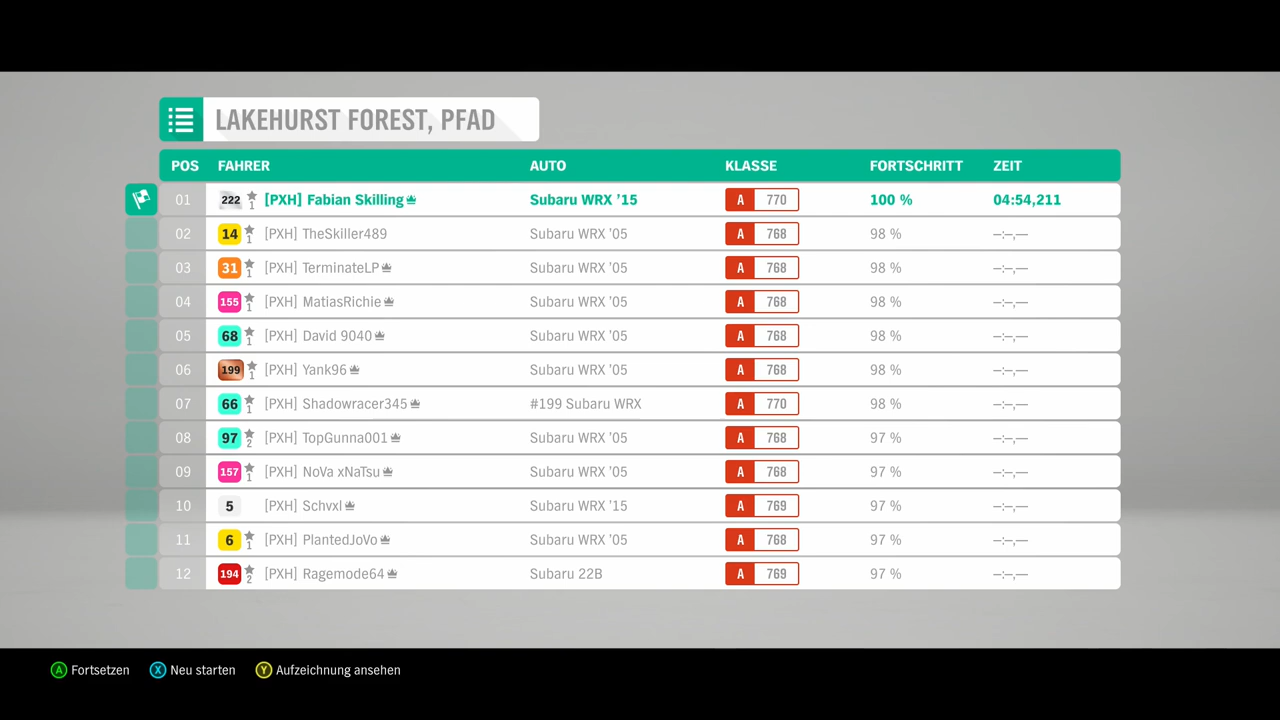 LAKEHURST FOREST, PFAD
POS FAHRER AUTO KLASSE FORTSCHRITT ZEIT
01 222 1 [PXH] Fabian Skilling Subaru WRX ’15 A 770 100 % 04:54,211
02 14 1 [PXH] TheSkiller489 Subaru WRX ’05 A 768 98 % --:--,---
03 31 1 [PXH] TerminateLP Subaru WRX ’05 A 768 98 % --:--,---
04 155 1 [PXH] MatiasRichie Subaru WRX ’05 A 768 98 % --:--,---
05 68 1 [PXH] David 9040 Subaru WRX ’05 A 768 98 % --:--,---
06 199 1 [PXH] Yank96 Subaru WRX ’05 A 768 98 % --:--,---
07 66 1 [PXH] Shadowracer345 #199 Subaru WRX A 770 98 % --:--,---
08 97 2 [PXH] TopGunna001 Subaru WRX ’05 A 768 97 % --:--,---
09 157 1 [PXH] NoVa xNaTsu Subaru WRX ’05 A 768 97 % --:--,---
10 5 [PXH] Schvxl Subaru WRX ’15 A 769 97 % --:--,---
11 6 1 [PXH] PlantedJoVo Subaru WRX ’05 A 768 97 % --:--,---
12 194 2 [PXH] Ragemode64 Subaru 22B A 769 97 % --:--,---
A Fortsetzen X Neu starten Y Aufzeichnung ansehen